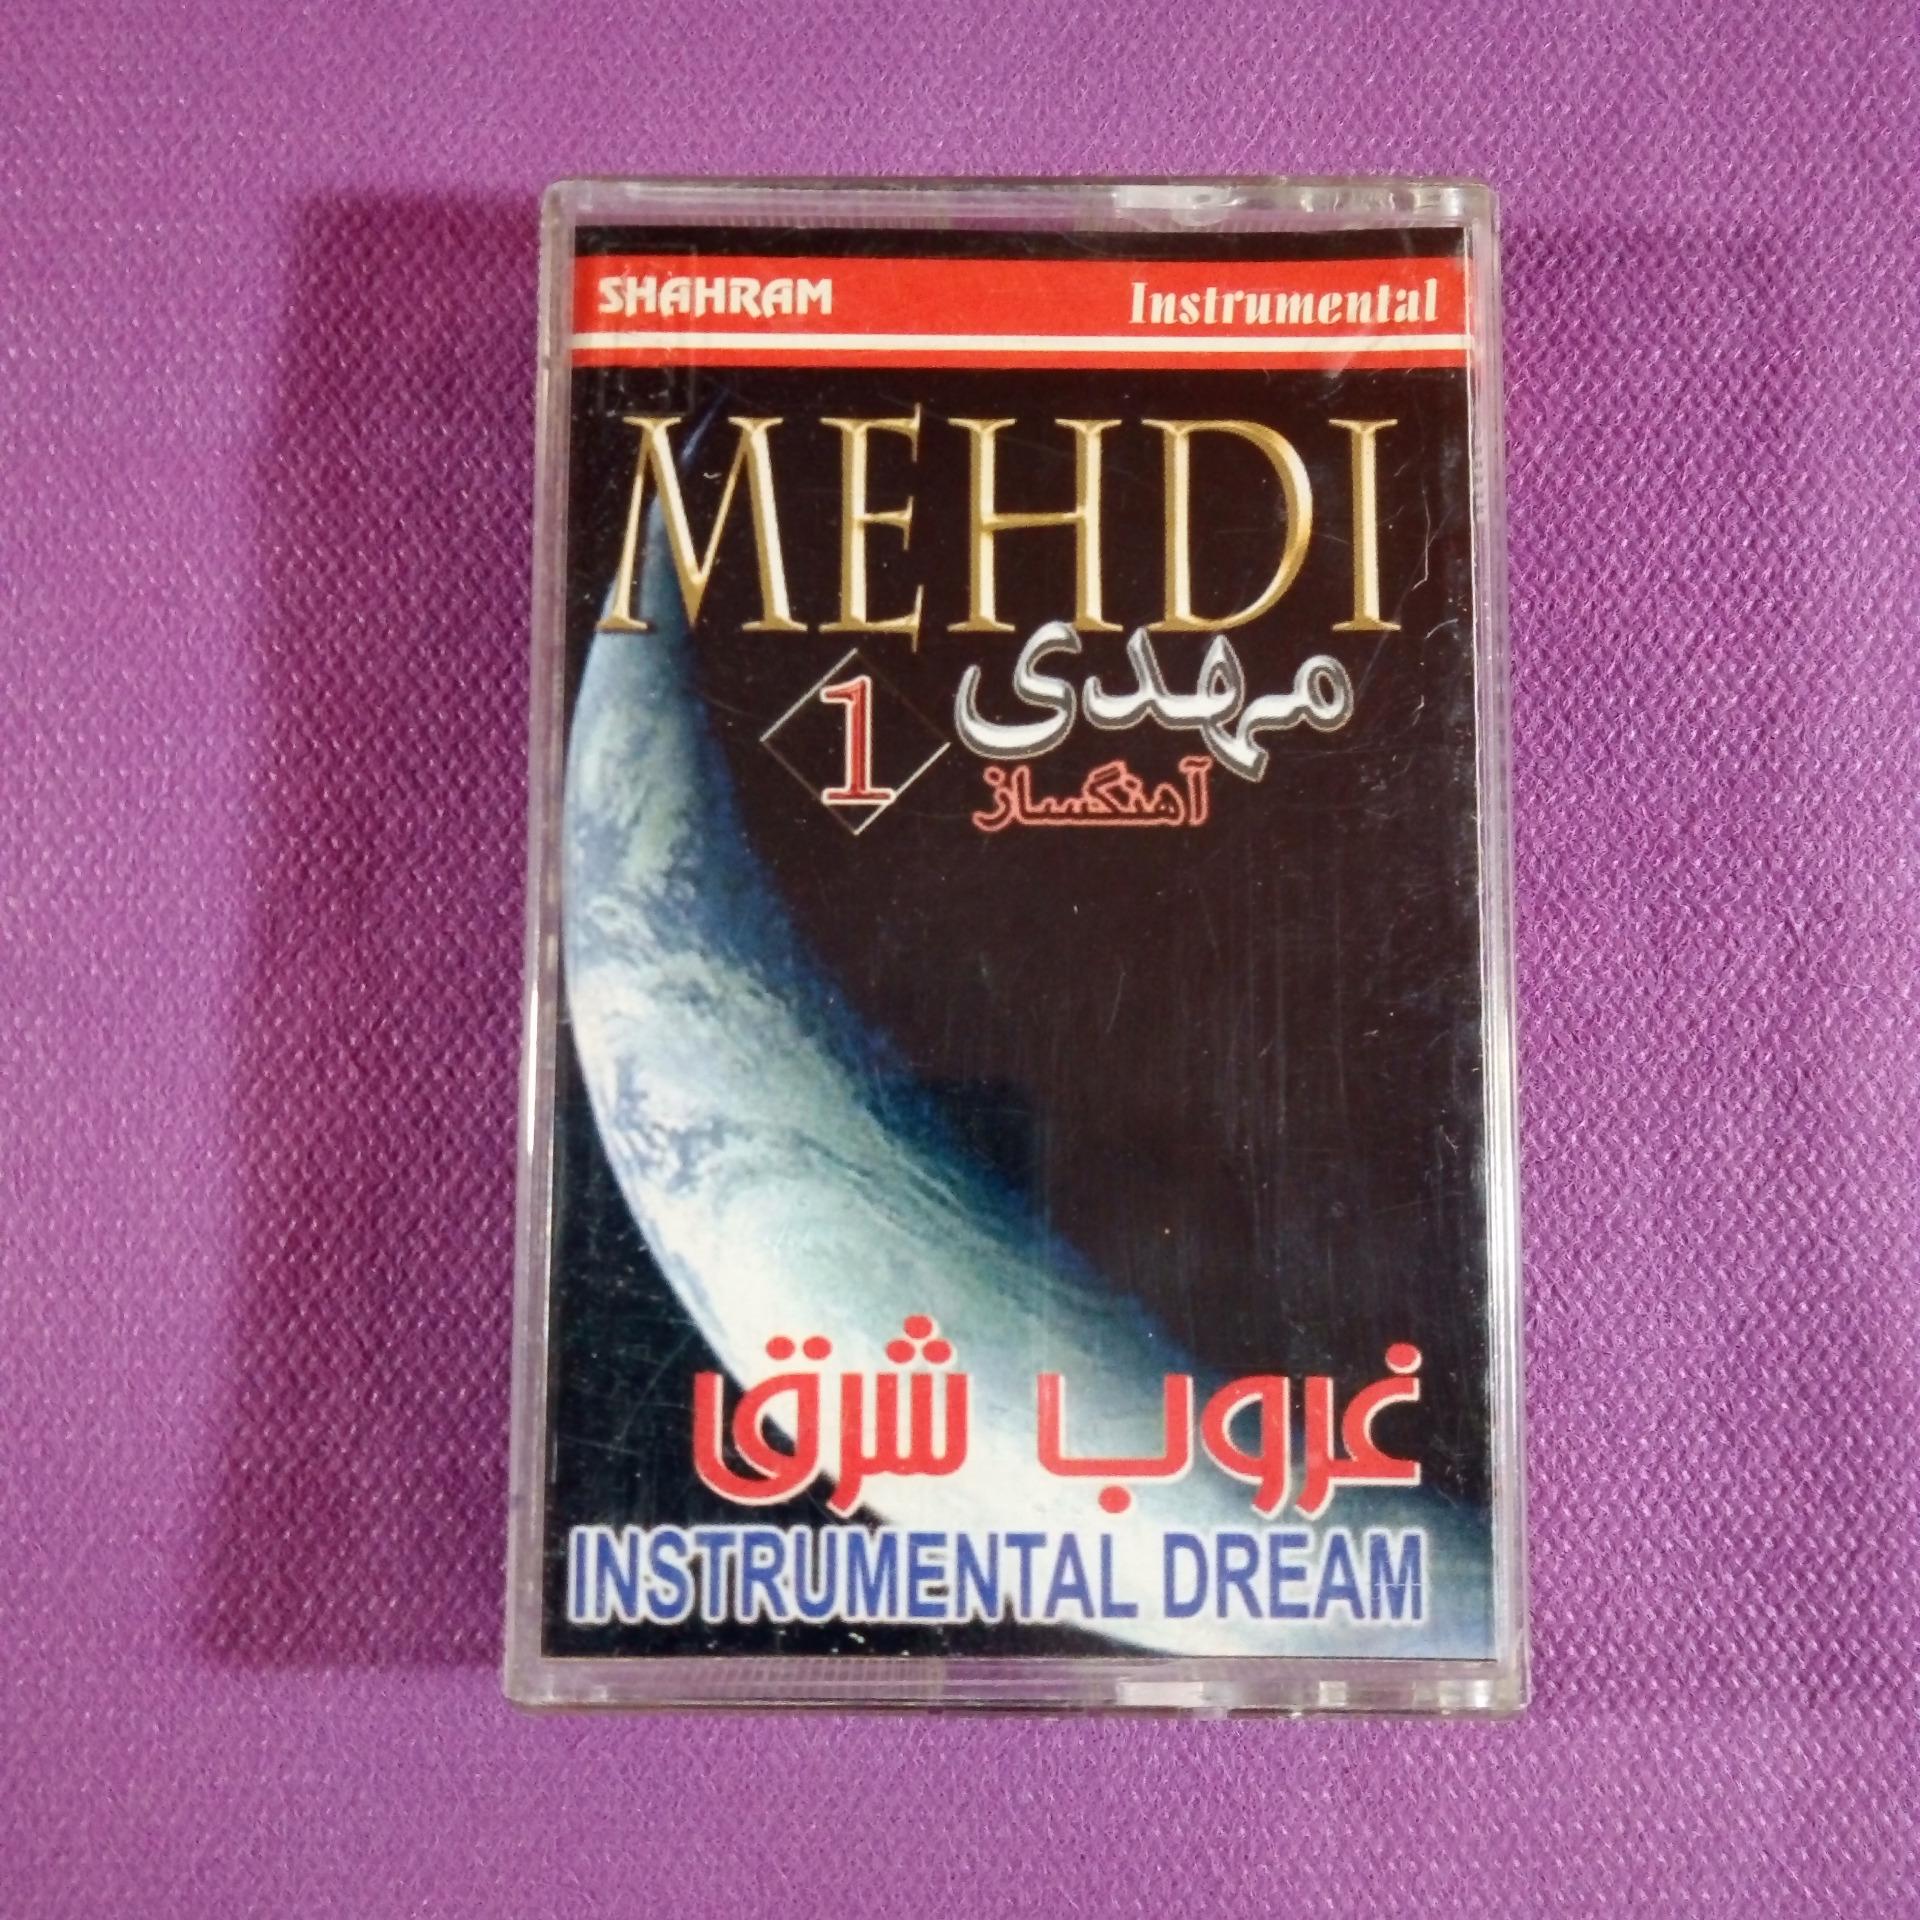 SHAHRAM Instrumental
MEHDI
مهدی
1
آهنگساز
غروب شرق
INSTRUMENTAL DREAM